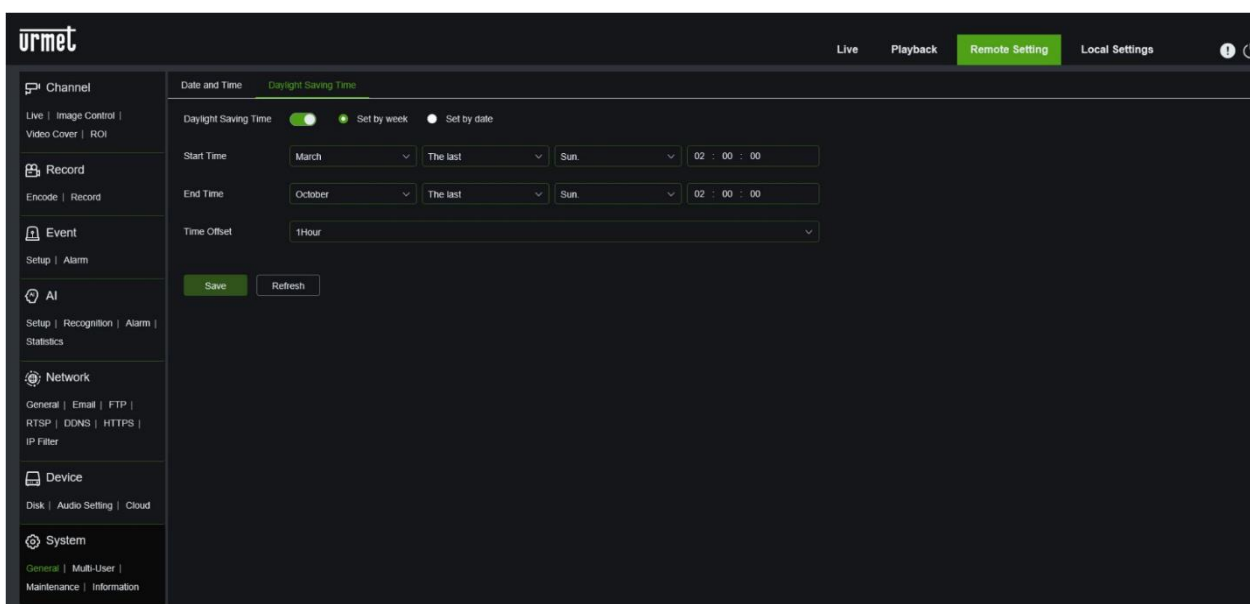 urmet
Live Playback Remote Setting Local Settings
Channel
Live | Image Control |
Video Cover | ROI
Record
Encode | Record
Event
Setup | Alarm
AI
Setup | Recognition | Alarm |
Statistics
Network
General | Email | FTP |
RTSP | DDNS | HTTPS |
IP Filter
Device
Disk | Audio Setting | Cloud
System
General | Multi-User |
Maintenance | Information
Date and Time Daylight Saving Time
Daylight Saving Time Set by week Set by date
Start Time March The last Sun. 02 : 00 : 00
End Time October The last Sun. 02 : 00 : 00
Time Offset 1Hour
Save Refresh